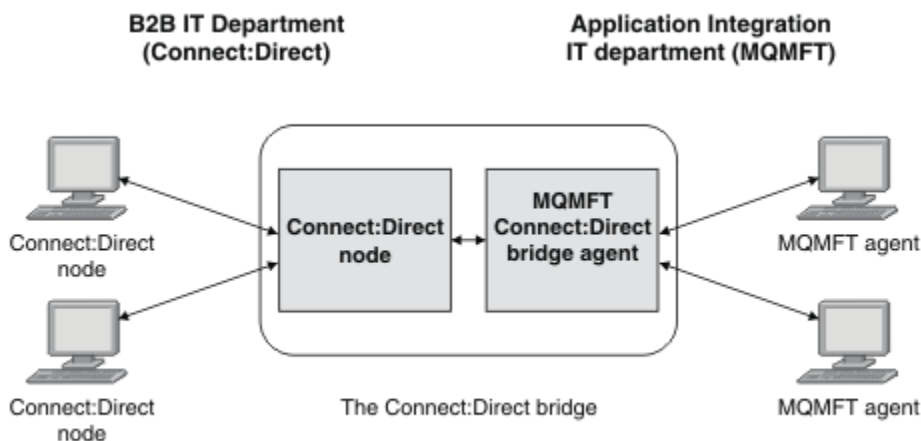 B2B IT Department
(Connect:Direct)
Application Integration
IT department (MQMFT)
Connect:Direct
node
Connect:Direct
node
Connect:Direct
node
MQMFT
Connect:Direct
bridge agent
MQMFT agent
MQMFT agent
The Connect:Direct bridge